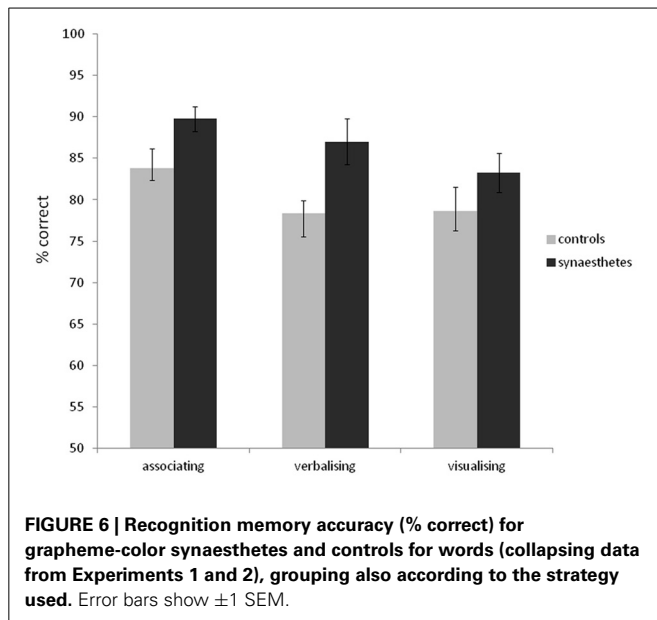 100
95
90
85
80
75
70
65
60
55
50
% correct
associating
verbalising
visualising
controls
synaesthetes
FIGURE 6 | Recognition memory accuracy (% correct) for
grapheme-color synaesthetes and controls for words (collapsing data
from Experiments 1 and 2), grouping also according to the strategy
used. Error bars show ±1 SEM.